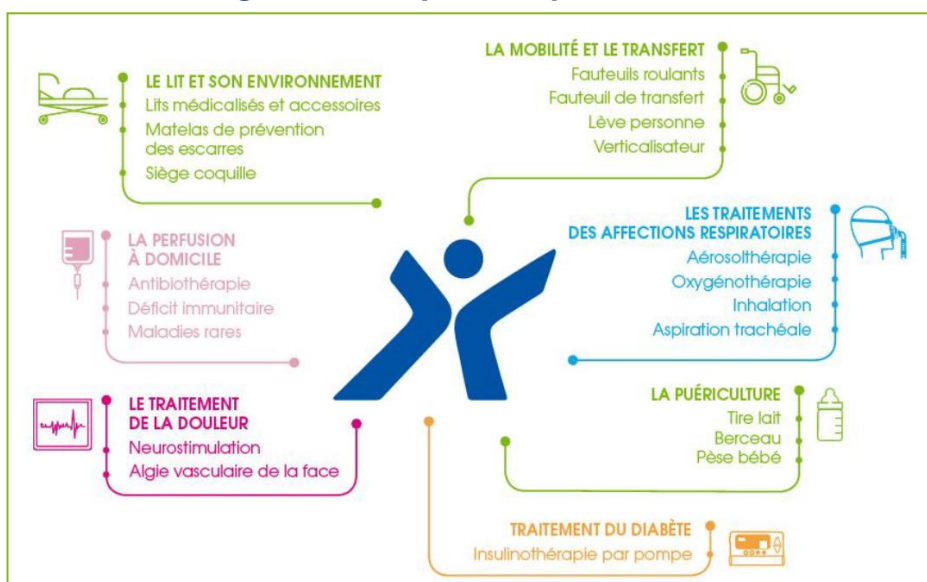 LE LIT ET SON ENVIRONNEMENT
Lits médicalisés et accessoires
Matelas de prévention
des escarres
Siège coquille
LA MOBILITÉ ET LE TRANSFERT
Fauteuils roulants
Fauteuil de transfert
Lève personne
Verticalisateur
LA PERFUSION
À DOMICILE
Antibiothérapie
Déficit immunitaire
Maladies rares
LES TRAITEMENTS
DES AFFECTIONS RESPIRATOIRES
Aérosolthérapie
Oxygénothérapie
Inhalation
Aspiration trachéale
LE TRAITEMENT
DE LA DOULEUR
Neurostimulation
Algie vasculaire de la face
LA PUÉRICULTURE
Tire lait
Berceau
Pèse bébé
TRAITEMENT DU DIABÈTE
Insulinothérapie par pompe